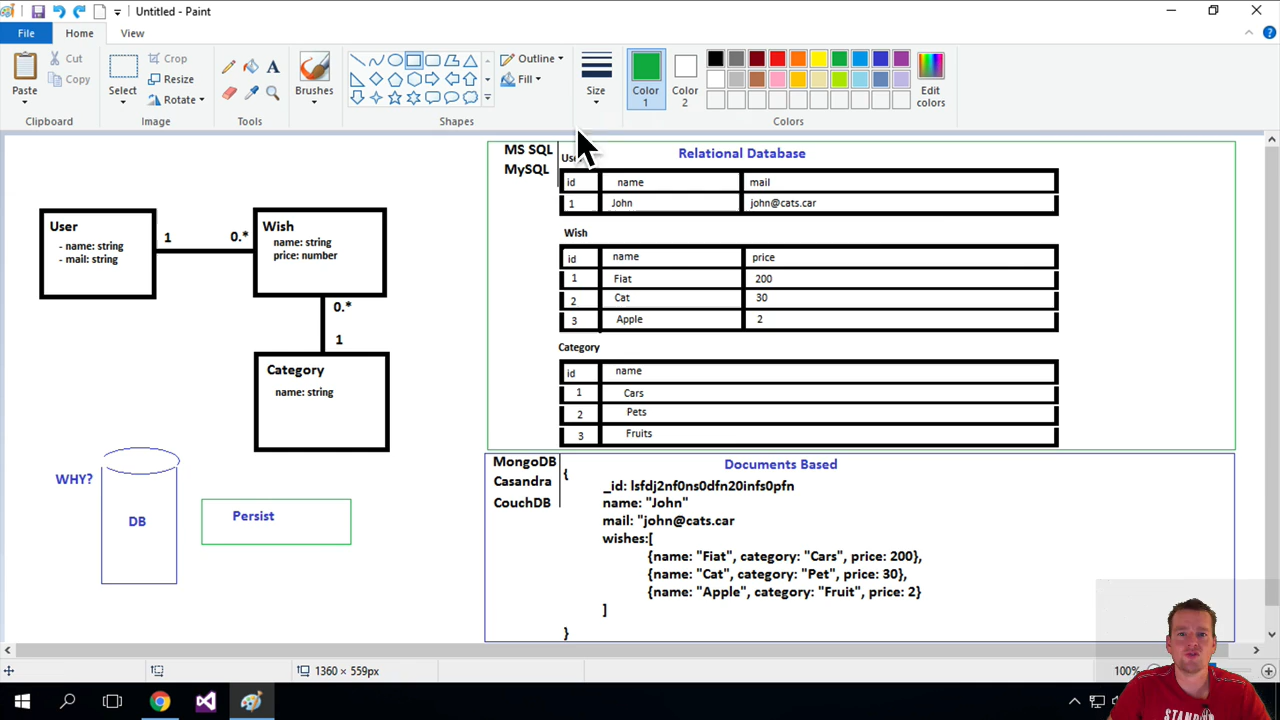 Untitled - Paint
File
Home
View
Paste
Cut
Copy
Clipboard
Select
Crop
Resize
Rotate
Image
Tools
Brushes
Shapes
Outline
Fill
Size
Color 1
Color 2
Edit colors
Colors
User
- name: string
- mail: string
1
0.*
Wish
name: string
price: number
0.*
1
Category
name: string
WHY?
DB
Persist
MS SQL
MySQL
Relational Database
id name mail
1 John john@cats.car
Wish
id name price
1 Fiat 200
2 Cat 30
3 Apple 2
Category
id name
1 Cars
2 Pets
3 Fruits
MongoDB
Casandra
CouchDB
Documents Based
{
_id: lsfdj2nf0ns0dfn20infs0pfn
name: "John"
mail: "john@cats.car
wishes:[
{name: "Fiat", category: "Cars", price: 200},
{name: "Cat", category: "Pet", price: 30},
{name: "Apple", category: "Fruit", price: 2}
]
}
1360 × 559px
100%